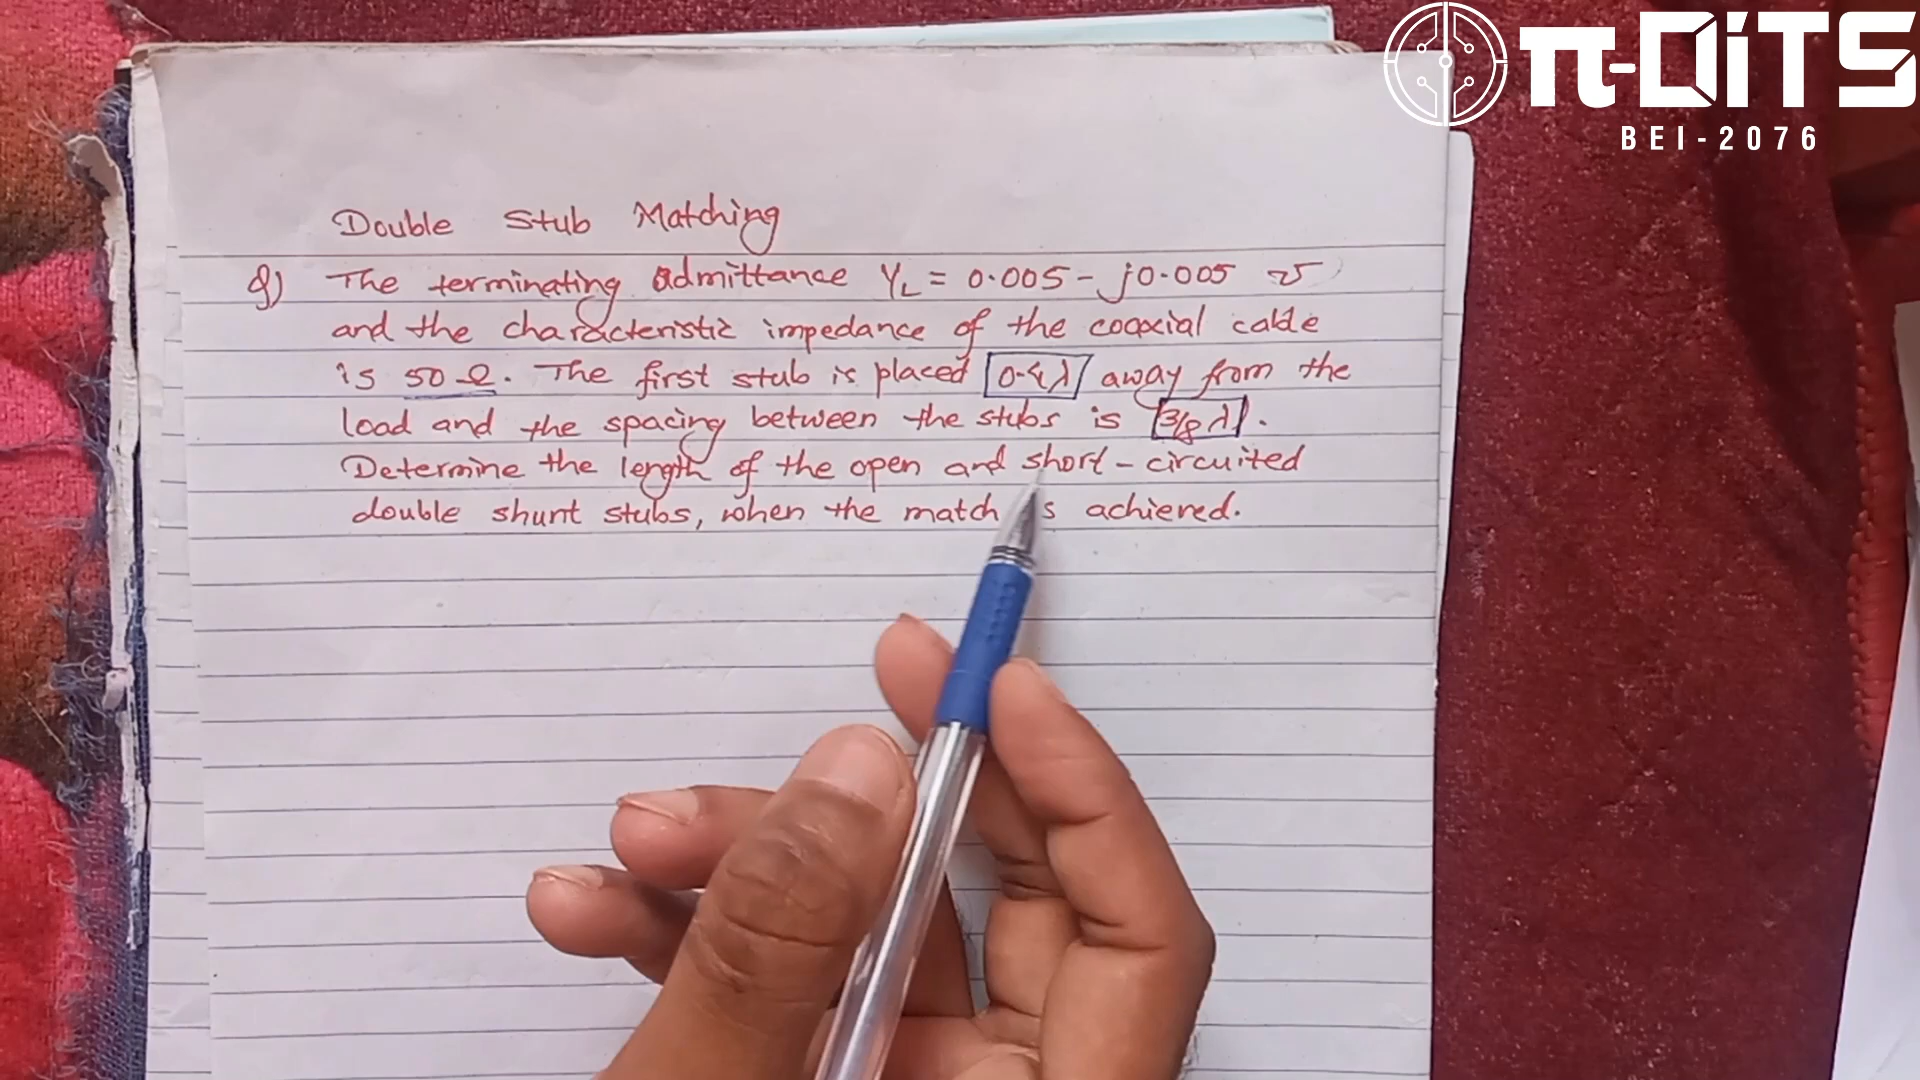 π-DiTS
BEI-2076
Double Stub Matching
Q) The terminating admittance YL = 0.005 - j0.005 ℧
and the characteristic impedance of the coaxial cable
is 50 Ω. The first stub is placed 0.4λ away from the
load and the spacing between the stubs is 3/8 λ.
Determine the length of the open and short-circuited
double shunt stubs, when the match is achieved.